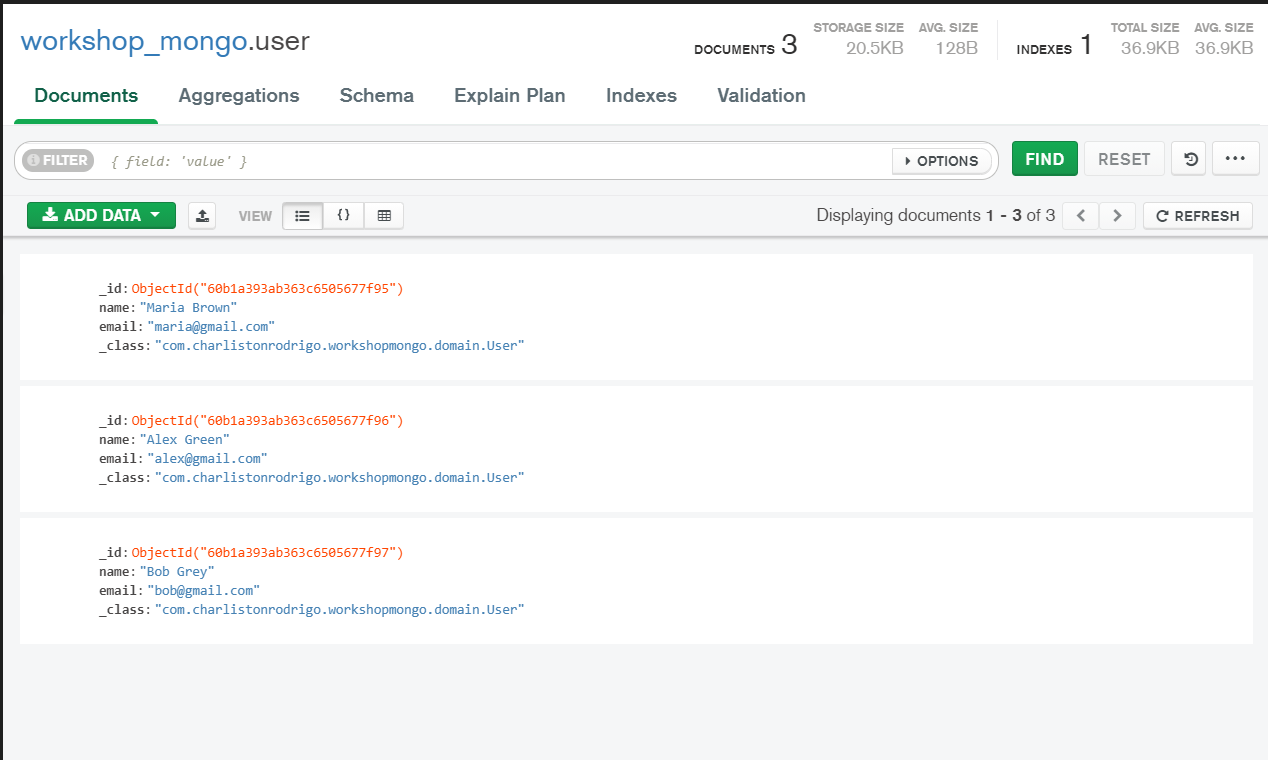 workshop_mongo.user
DOCUMENTS 3 STORAGE SIZE 20.5KB AVG. SIZE 128B INDEXES 1 TOTAL SIZE 36.9KB AVG. SIZE 36.9KB
Documents Aggregations Schema Explain Plan Indexes Validation
FILTER { field: 'value' } OPTIONS FIND RESET ...
ADD DATA VIEW {} Displaying documents 1 - 3 of 3 < > REFRESH
_id: ObjectId("60b1a393ab363c6505677f95")
name: "Maria Brown"
email: "maria@gmail.com"
_class: "com.charlistonrodrigo.workshopmongo.domain.User"
_id: ObjectId("60b1a393ab363c6505677f96")
name: "Alex Green"
email: "alex@gmail.com"
_class: "com.charlistonrodrigo.workshopmongo.domain.User"
_id: ObjectId("60b1a393ab363c6505677f97")
name: "Bob Grey"
email: "bob@gmail.com"
_class: "com.charlistonrodrigo.workshopmongo.domain.User"